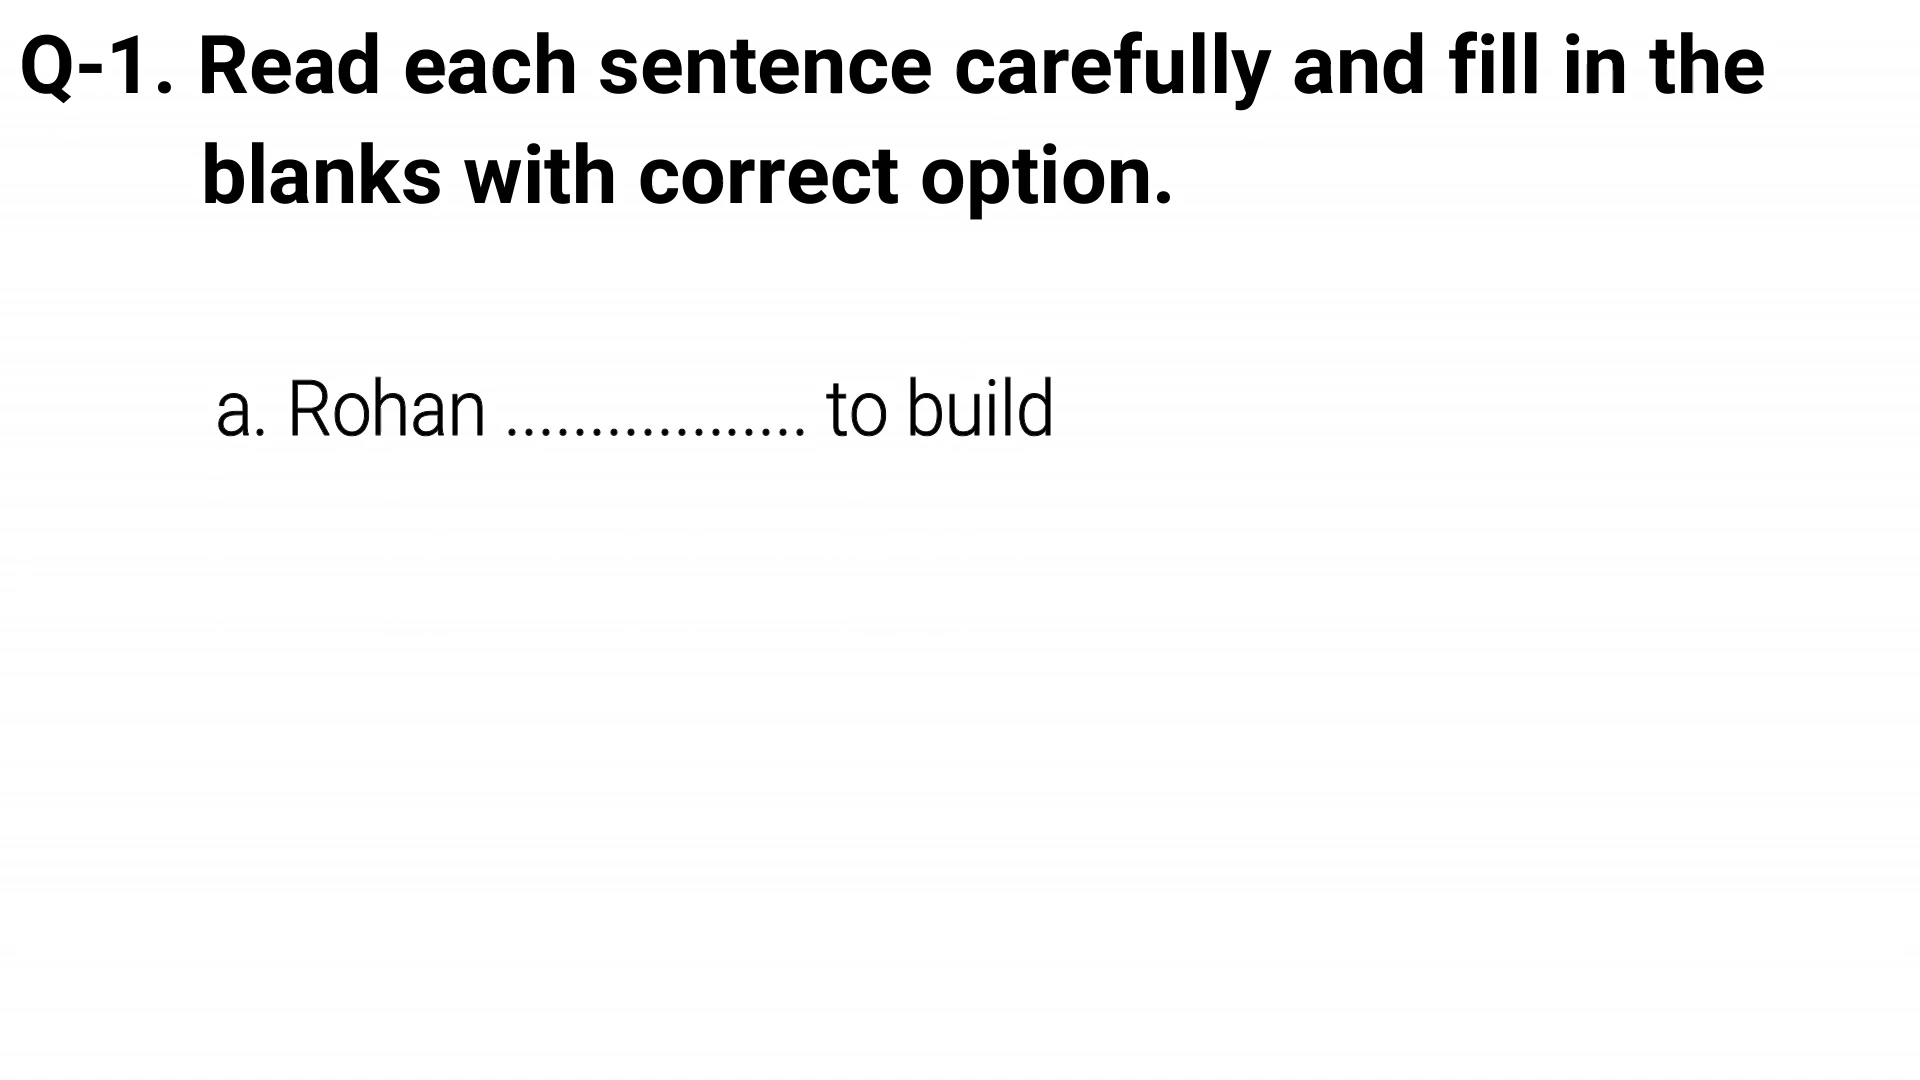 Q-1. Read each sentence carefully and fill in the
blanks with correct option.
a. Rohan .................. to build